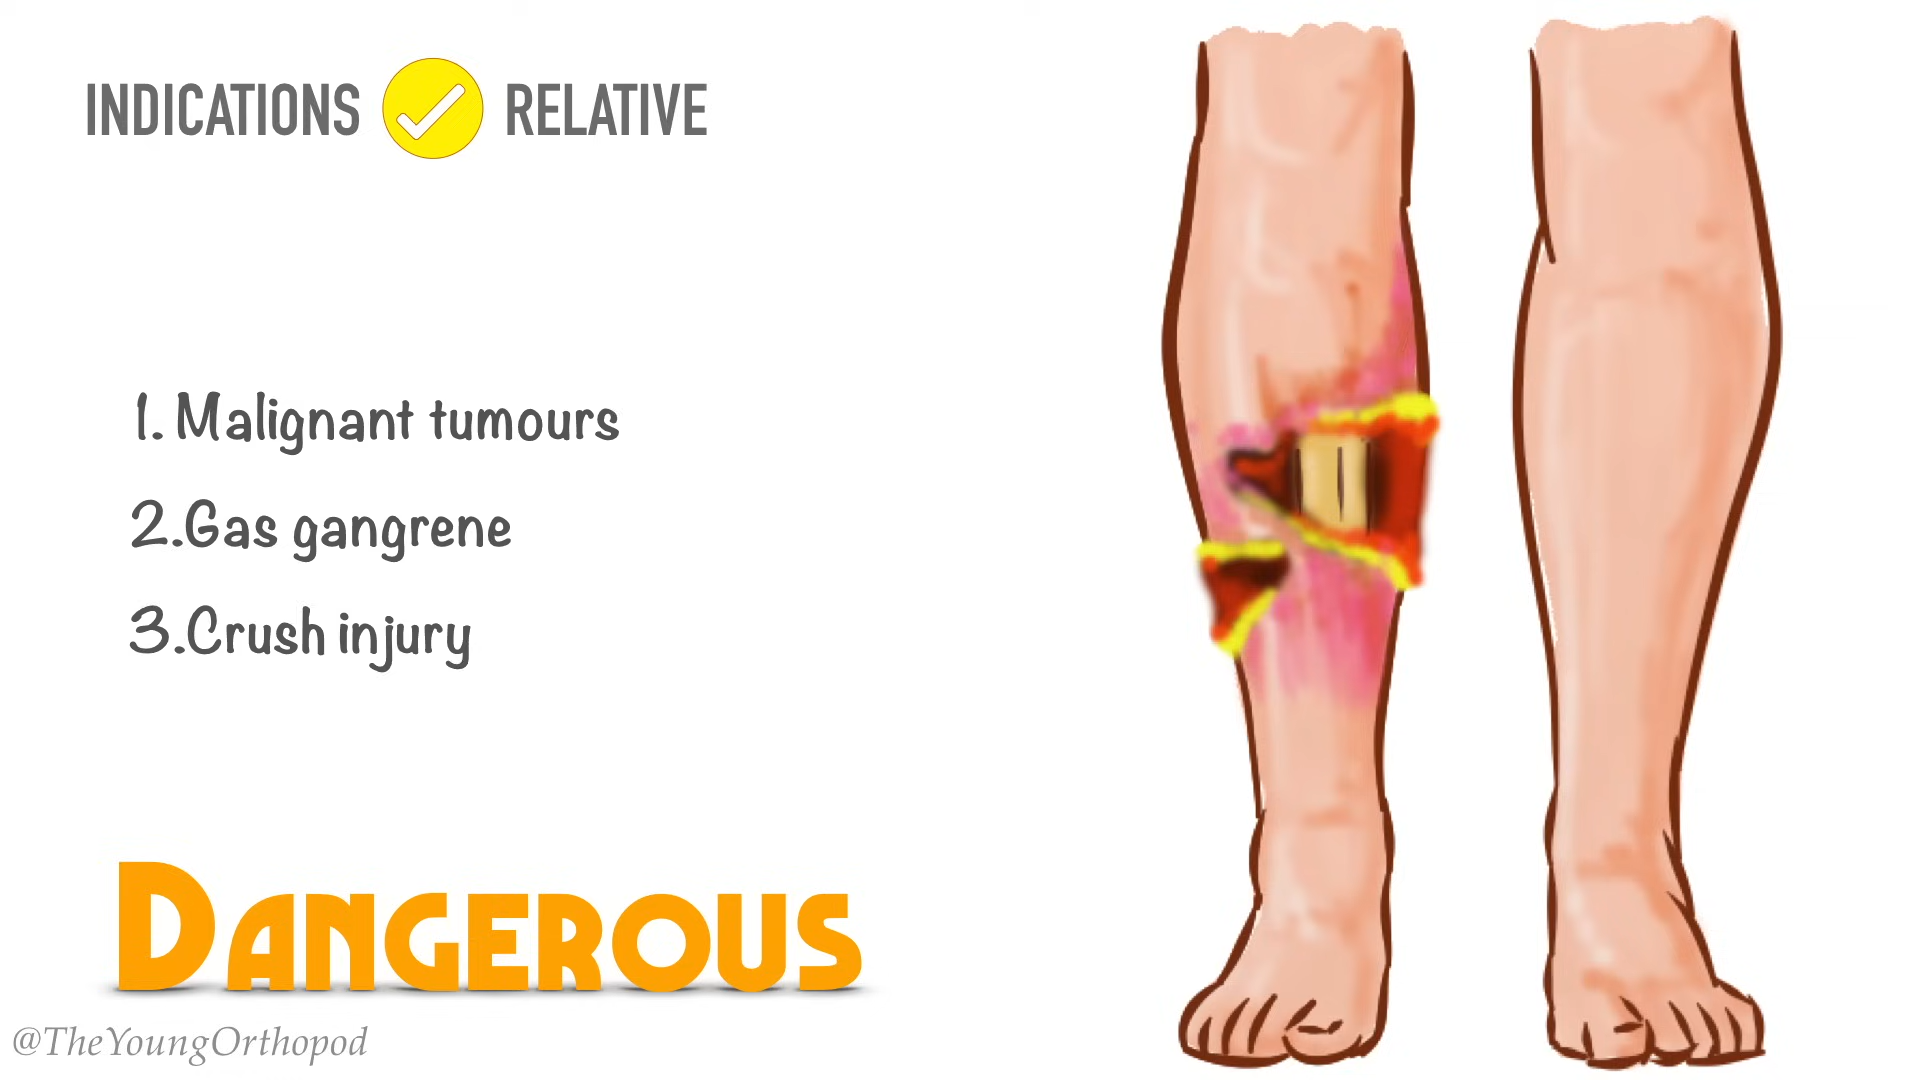 INDICATIONS RELATIVE
1. Malignant tumours
2.Gas gangrene
3.Crush injury
DANGEROUS
@TheYoungOrthopod